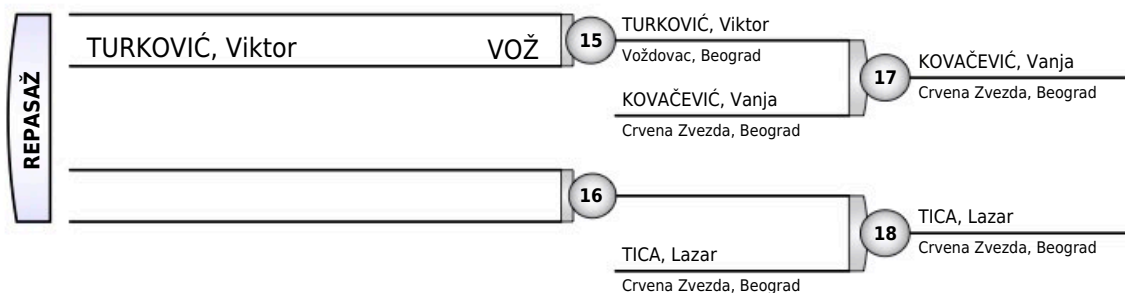 REPASAŽ
TURKOVIĆ, Viktor VOŽ
15
TURKOVIĆ, Viktor
Voždovac, Beograd
KOVAČEVIĆ, Vanja
Crvena Zvezda, Beograd
17
KOVAČEVIĆ, Vanja
Crvena Zvezda, Beograd
16
TICA, Lazar
Crvena Zvezda, Beograd
18
TICA, Lazar
Crvena Zvezda, Beograd